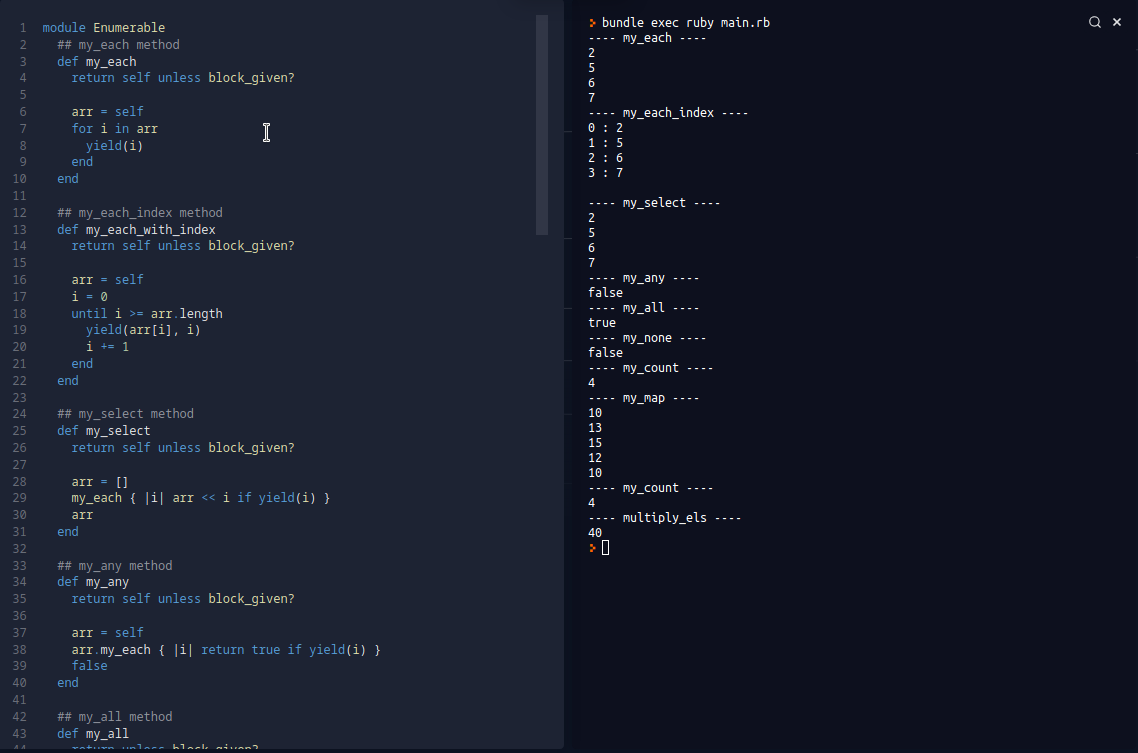 1 module Enumerable
2   ## my_each method
3   def my_each
4     return self unless block_given?
5
6     arr = self
7     for i in arr
8       yield(i)
9     end
10   end
11
12   ## my_each_index method
13   def my_each_with_index
14     return self unless block_given?
15
16     arr = self
17     i = 0
18     until i >= arr.length
19       yield(arr[i], i)
20       i += 1
21     end
22   end
23
24   ## my_select method
25   def my_select
26     return self unless block_given?
27
28     arr = []
29     my_each { |i| arr << i if yield(i) }
30     arr
31   end
32
33   ## my_any method
34   def my_any
35     return self unless block_given?
36
37     arr = self
38     arr.my_each { |i| return true if yield(i) }
39     false
40   end
41
42   ## my_all method
43   def my_all
44     return unless block_given?
> bundle exec ruby main.rb
---- my_each ----
2
5
6
7
---- my_each_index ----
0 : 2
1 : 5
2 : 6
3 : 7

---- my_select ----
2
5
6
7
---- my_any ----
false
---- my_all ----
true
---- my_none ----
false
---- my_count ----
4
---- my_map ----
10
13
15
12
10
---- my_count ----
4
---- multiply_els ----
40
>